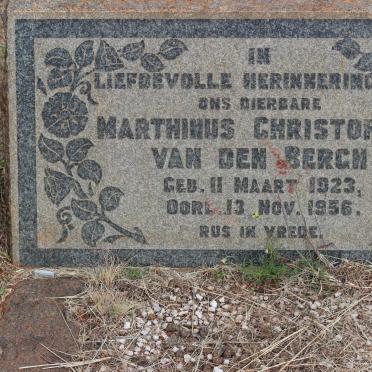 IN
LIEFDEVOLLE HERINNERING
ONS DIERBARE
MARTHINUS CHRISTO
VAN DEN BERGH
GEB. 11 MAART 1923,
OORL. 13 NOV. 1956.
RUS IN VREDE.